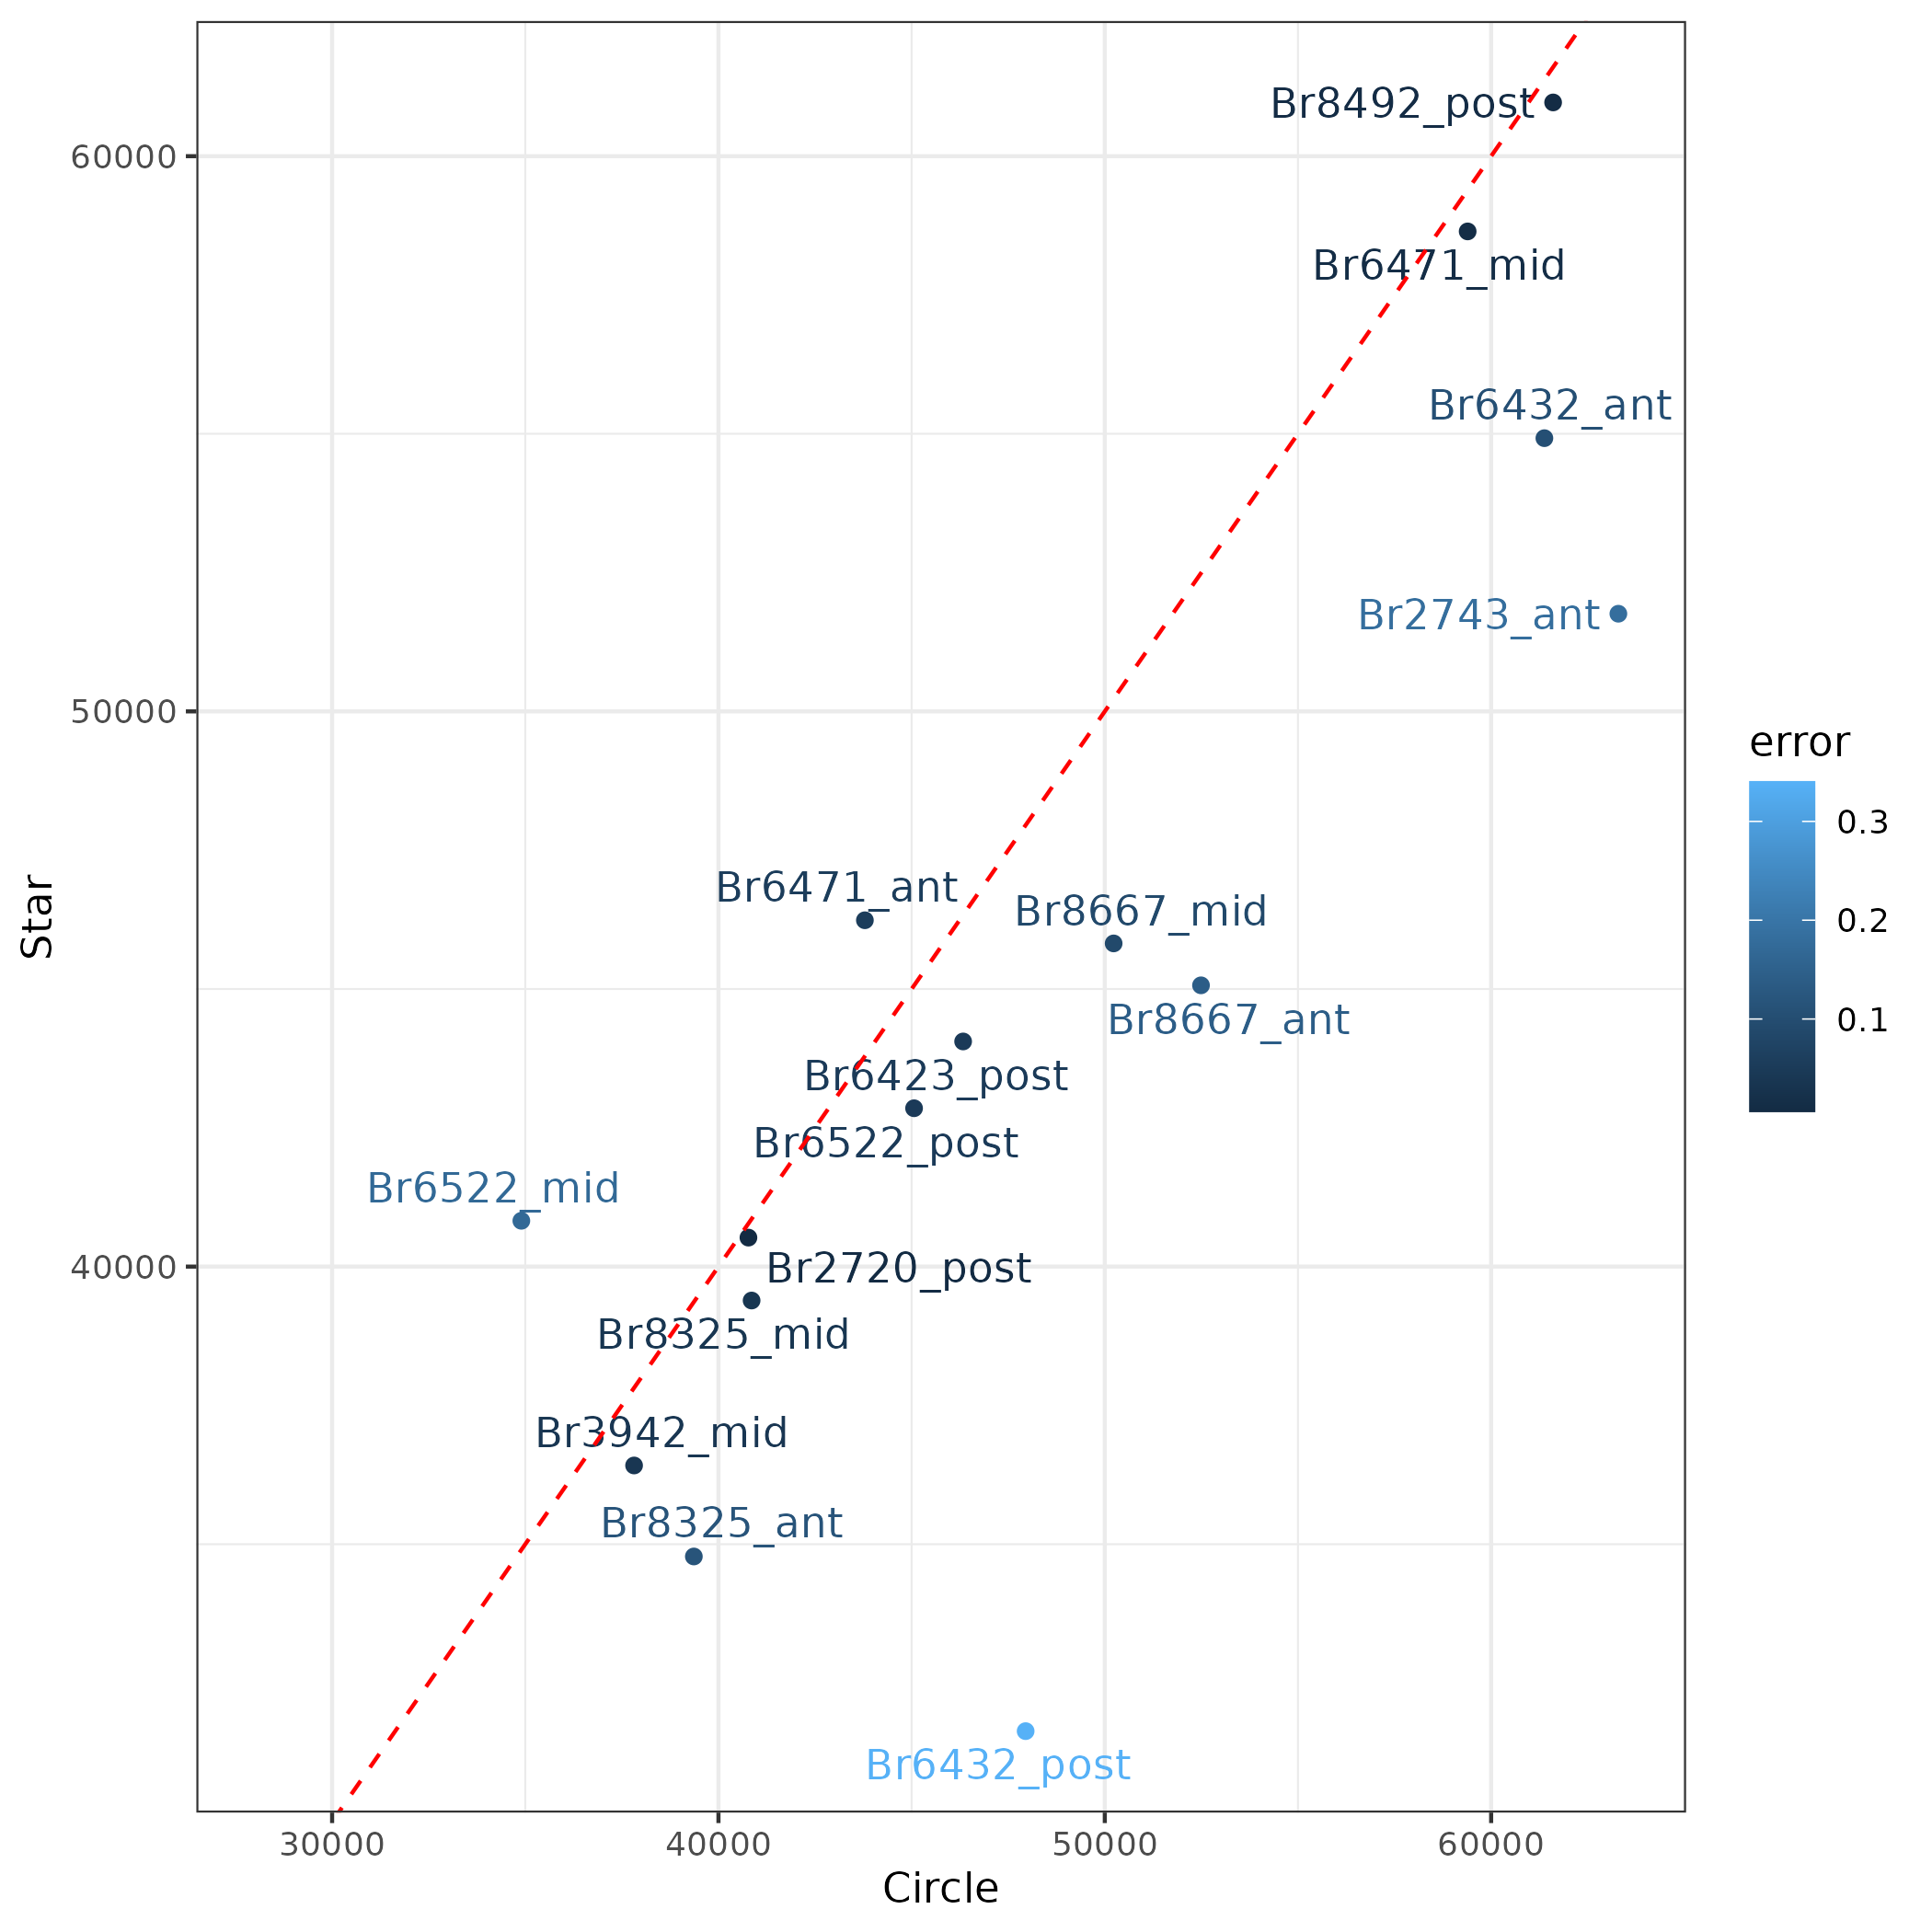 Br8492_post
60000
Br6471_mid
Br6432_ant
Br2743_ant
50000
error
0.3
Br6471_ant
Br8667_mid
0.2
Star
Br8667_ant
0.1
Br6423_post
Br6522_post
Br6522_mid
40000
Br2720_post
Br8325_mid
Br3942_mid
Br8325_ant
Br6432_post
30000
40000
50000
60000
Circle